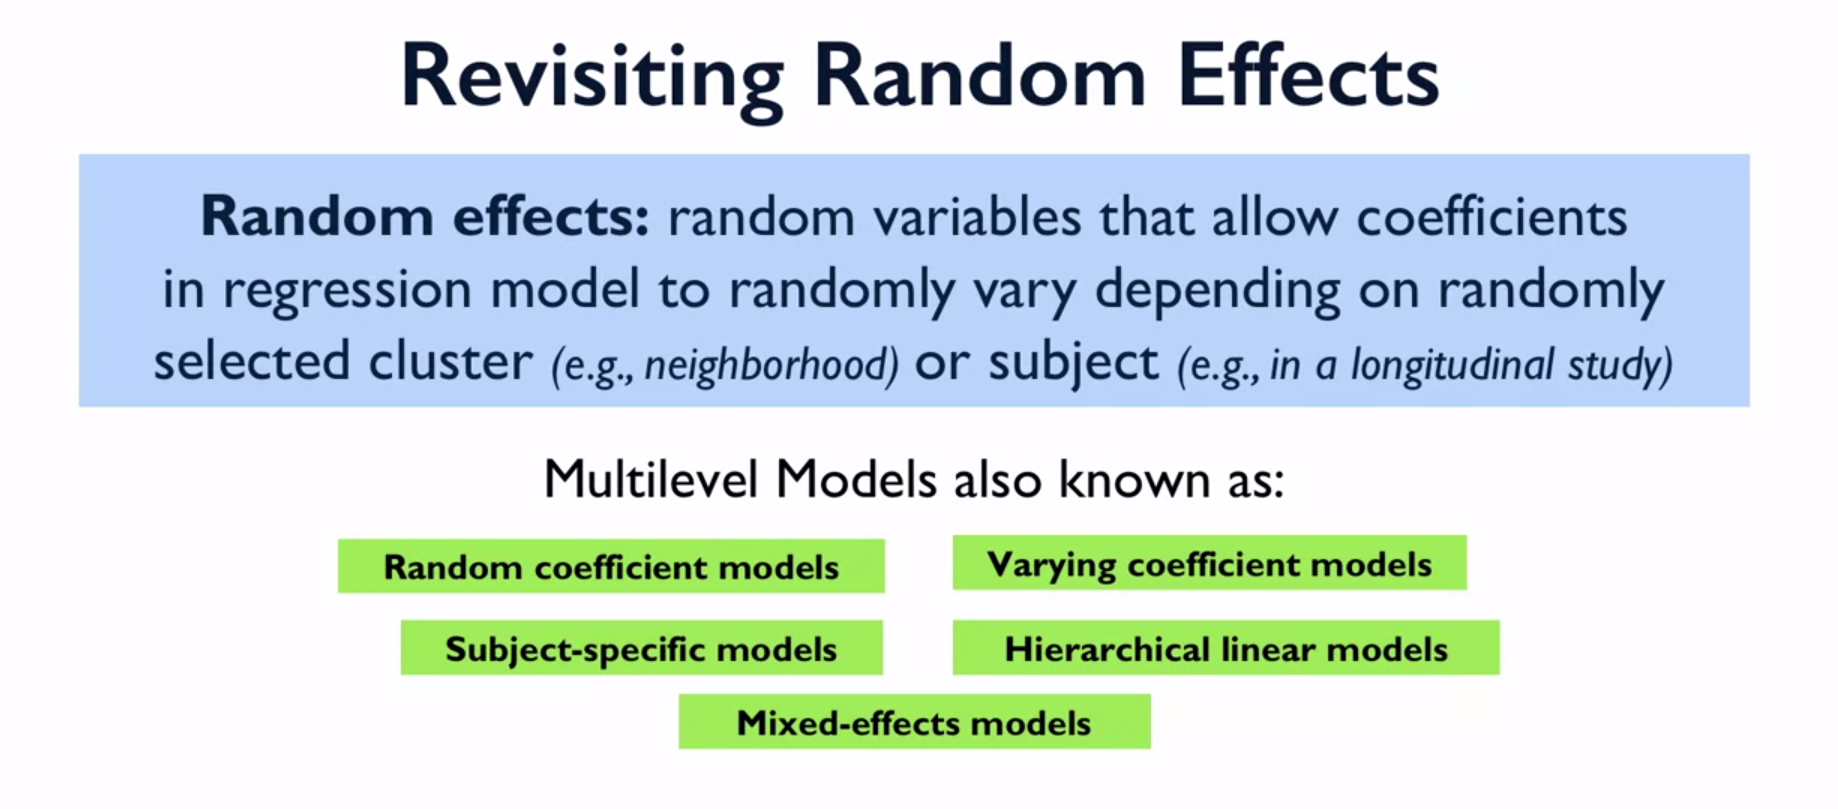 Revisiting Random Effects
Random effects: random variables that allow coefficients
in regression model to randomly vary depending on randomly
selected cluster (e.g., neighborhood) or subject (e.g., in a longitudinal study)
Multilevel Models also known as:
Random coefficient models
Varying coefficient models
Subject-specific models
Hierarchical linear models
Mixed-effects models